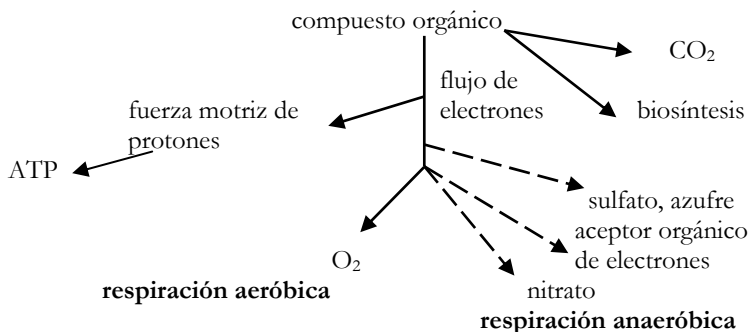 compuesto orgánico
CO₂
flujo de
electrones
fuerza motriz de
protones
biosíntesis
ATP
sulfato, azufre
aceptor orgánico
de electrones
O₂
nitrato
respiración aeróbica
respiración anaeróbica